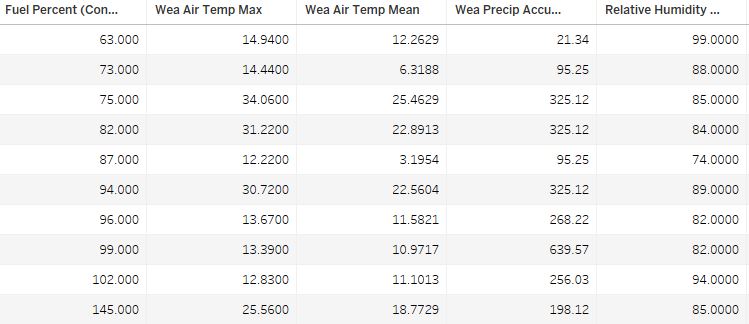 Fuel Percent (Con... Wea Air Temp Max Wea Air Temp Mean Wea Precip Accu... Relative Humidity ...
63.000 14.9400 12.2629 21.34 99.0000
73.000 14.4400 6.3188 95.25 88.0000
75.000 34.0600 25.4629 325.12 85.0000
82.000 31.2200 22.8913 325.12 84.0000
87.000 12.2200 3.1954 95.25 74.0000
94.000 30.7200 22.5604 325.12 89.0000
96.000 13.6700 11.5821 268.22 82.0000
99.000 13.3900 10.9717 639.57 82.0000
102.000 12.8300 11.1013 256.03 94.0000
145.000 25.5600 18.7729 198.12 85.0000